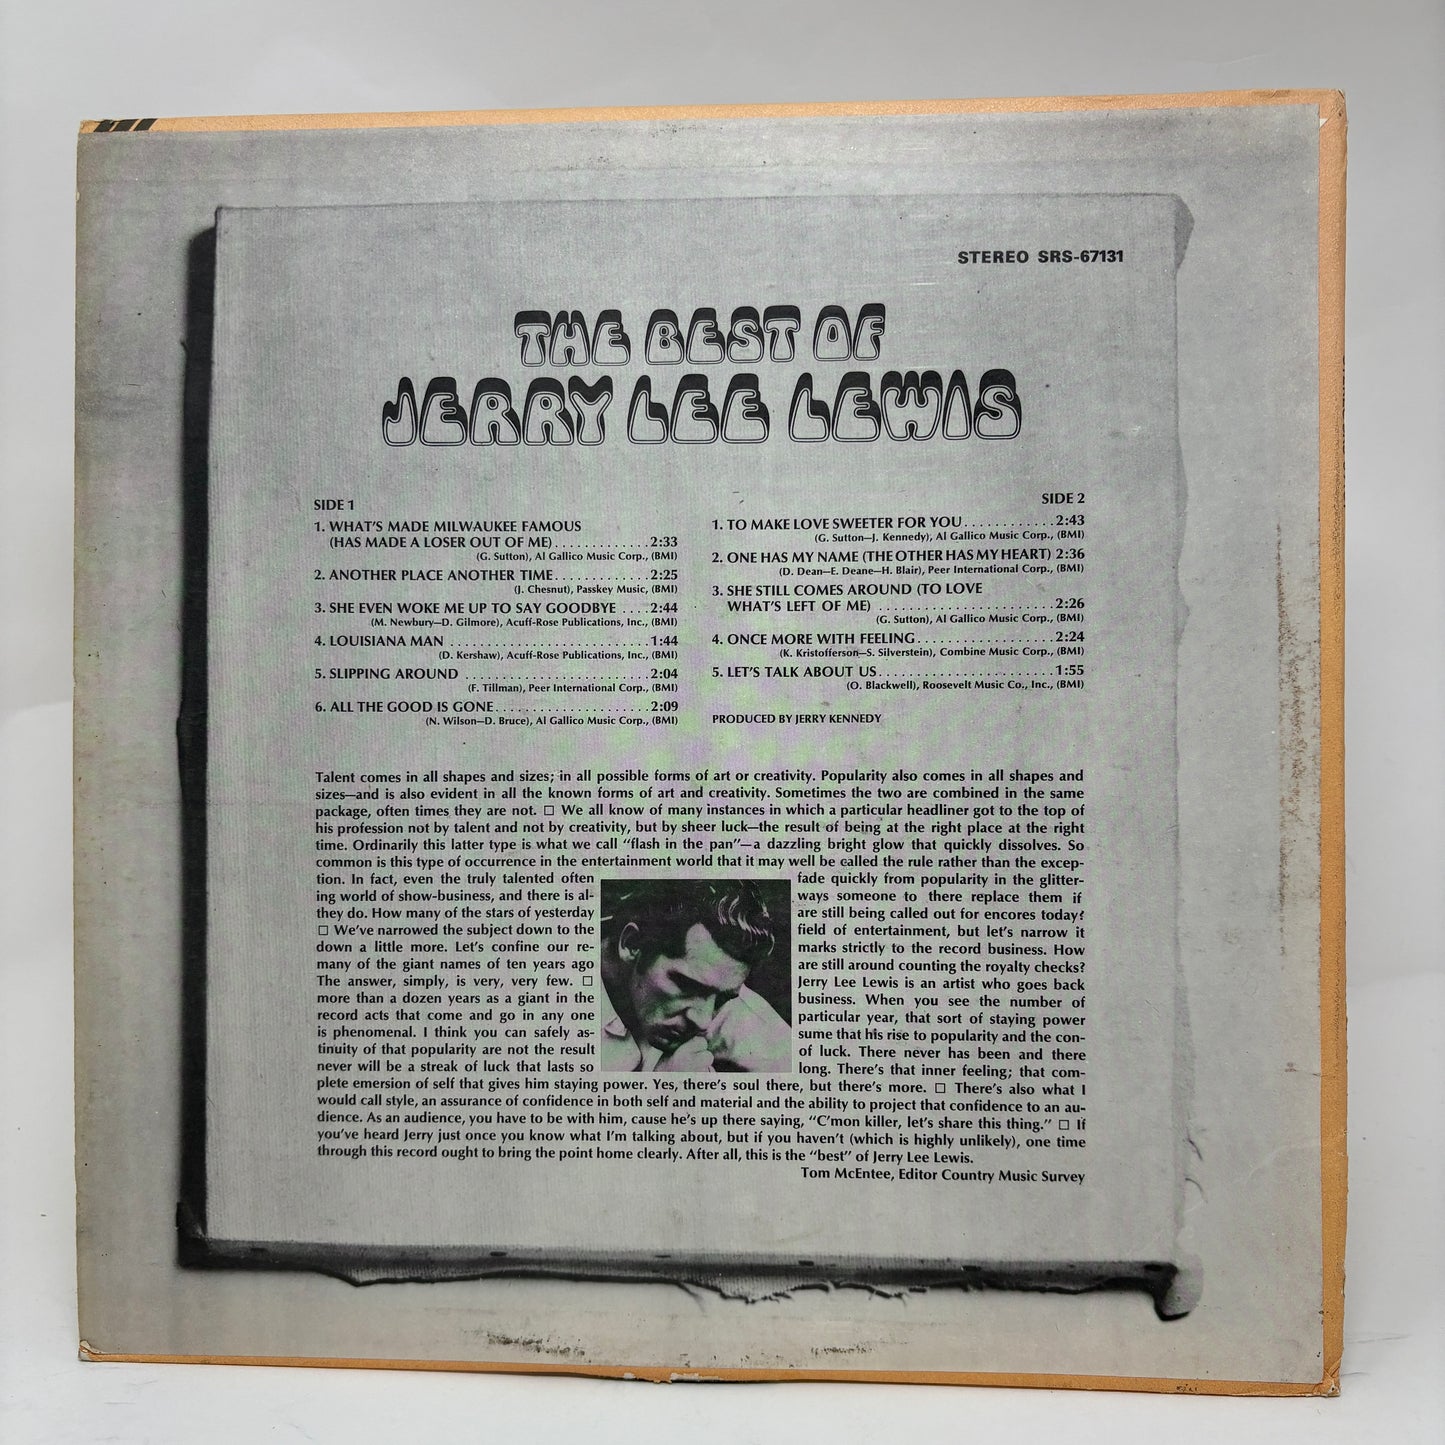 STEREO SRS-67131
THE BEST OF
JERRY LEE LEWIS
SIDE 1
1. WHAT'S MADE MILWAUKEE FAMOUS
(HAS MADE A LOSER OUT OF ME) . . . . . . . . . . . . . 2:33
(G. Sutton), Al Gallico Music Corp., (BMI)
2. ANOTHER PLACE ANOTHER TIME . . . . . . . . . . . . . 2:25
(J. Chesnut), Passkey Music, (BMI)
3. SHE EVEN WOKE ME UP TO SAY GOODBYE . . . . 2:44
(M. Newbury—D. Gilmore), Acuff-Rose Publications, Inc., (BMI)
4. LOUISIANA MAN . . . . . . . . . . . . . . . . . . . . . . . . . . . . 1:44
(D. Kershaw), Acuff-Rose Publications, Inc., (BMI)
5. SLIPPING AROUND . . . . . . . . . . . . . . . . . . . . . . . . . . 2:04
(F. Tillman), Peer International Corp., (BMI)
6. ALL THE GOOD IS GONE . . . . . . . . . . . . . . . . . . . . . . 2:09
(N. Wilson—D. Bruce), Al Gallico Music Corp., (BMI)
SIDE 2
1. TO MAKE LOVE SWEETER FOR YOU . . . . . . . . . . . . 2:43
(G. Sutton—J. Kennedy), Al Gallico Music Corp., (BMI)
2. ONE HAS MY NAME (THE OTHER HAS MY HEART) 2:36
(D. Dean—E. Deane—H. Blair), Peer International Corp., (BMI)
3. SHE STILL COMES AROUND (TO LOVE
WHAT'S LEFT OF ME) . . . . . . . . . . . . . . . . . . . . . . . . 2:26
(G. Sutton), Al Gallico Music Corp., (BMI)
4. ONCE MORE WITH FEELING . . . . . . . . . . . . . . . . . . 2:24
(K. Kristofferson—S. Silverstein), Combine Music Corp., (BMI)
5. LET'S TALK ABOUT US . . . . . . . . . . . . . . . . . . . . . . . 1:55
(O. Blackwell), Roosevelt Music Co., Inc., (BMI)
PRODUCED BY JERRY KENNEDY
Talent comes in all shapes and sizes; in all possible forms of art or creativity. Popularity also comes in all shapes and
sizes—and is also evident in all the known forms of art and creativity. Sometimes the two are combined in the same
package, often times they are not. □ We all know of many instances in which a particular headliner got to the top of
his profession not by talent and not by creativity, but by sheer luck—the result of being at the right place at the right
time. Ordinarily this latter type is what we call "flash in the pan"—a dazzling bright glow that quickly dissolves. So
common is this type of occurrence in the entertainment world that it may well be called the rule rather than the excep-
tion. In fact, even the truly talented often fade quickly from popularity in the glitter-
ing world of show-business, and there is al- ways someone to there replace them if
they do. How many of the stars of yesterday are still being called out for encores today?
□ We've narrowed the subject down to the field of entertainment, but let's narrow it
down a little more. Let's confine our re- marks strictly to the record business. How
many of the giant names of ten years ago are still around counting the royalty checks?
The answer, simply, is very, very few. □ Jerry Lee Lewis is an artist who goes back
more than a dozen years as a giant in the business. When you see the number of
record acts that come and go in any one particular year, that sort of staying power
is phenomenal. I think you can safely as- sume that his rise to popularity and the con-
tinuity of that popularity are not the result of luck. There never has been and there
never will be a streak of luck that lasts so long. There's that inner feeling; that com-
plete emersion of self that gives him staying power. Yes, there's soul there, but there's more. □ There's also what I
would call style, an assurance of confidence in both self and material and the ability to project that confidence to an au-
dience. As an audience, you have to be with him, cause he's up there saying, "C'mon killer, let's share this thing." □ If
you've heard Jerry just once you know what I'm talking about, but if you haven't (which is highly unlikely), one time
through this record ought to bring the point home clearly. After all, this is the "best" of Jerry Lee Lewis.
Tom McEntee, Editor Country Music Survey